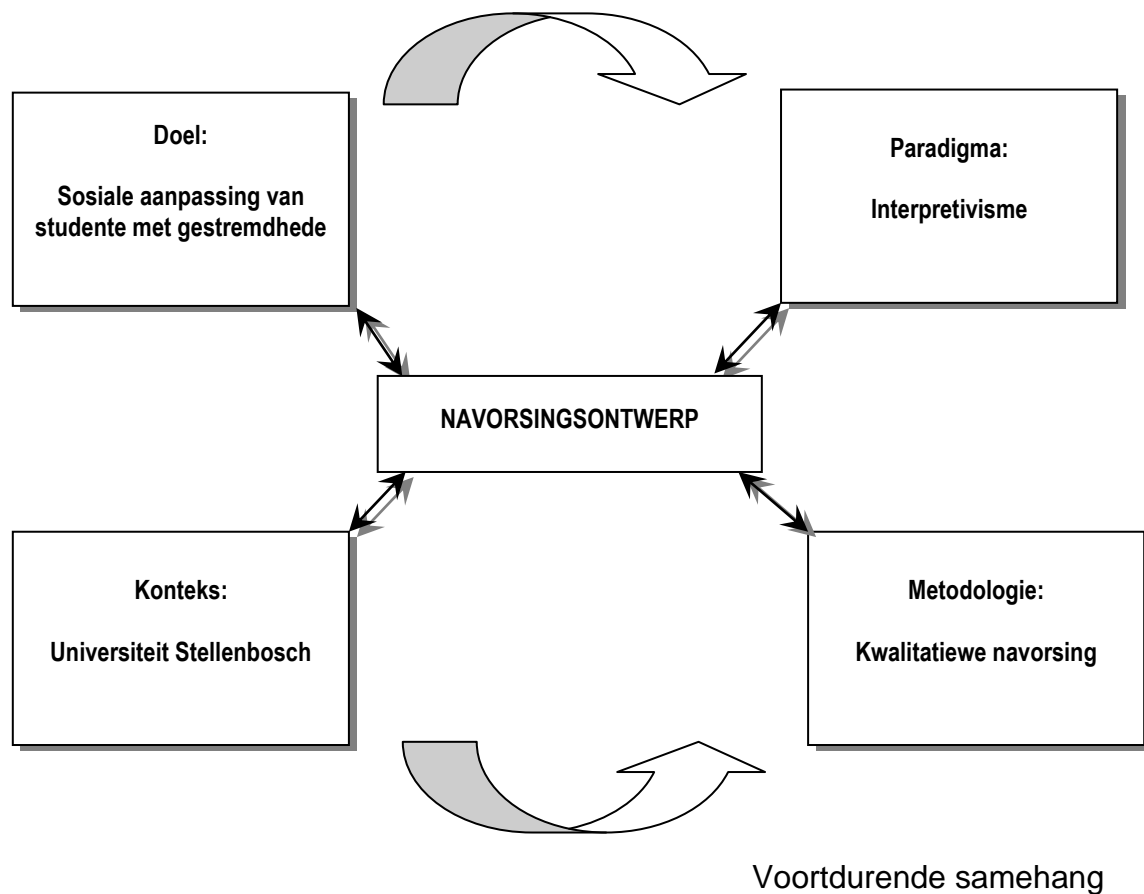 Doel:
Sosiale aanpassing van
studente met gestremdhede
Paradigma:
Interpretivisme
NAVORSINGSONTWERP
Konteks:
Universiteit Stellenbosch
Metodologie:
Kwalitatiewe navorsing
Voortdurende samehang